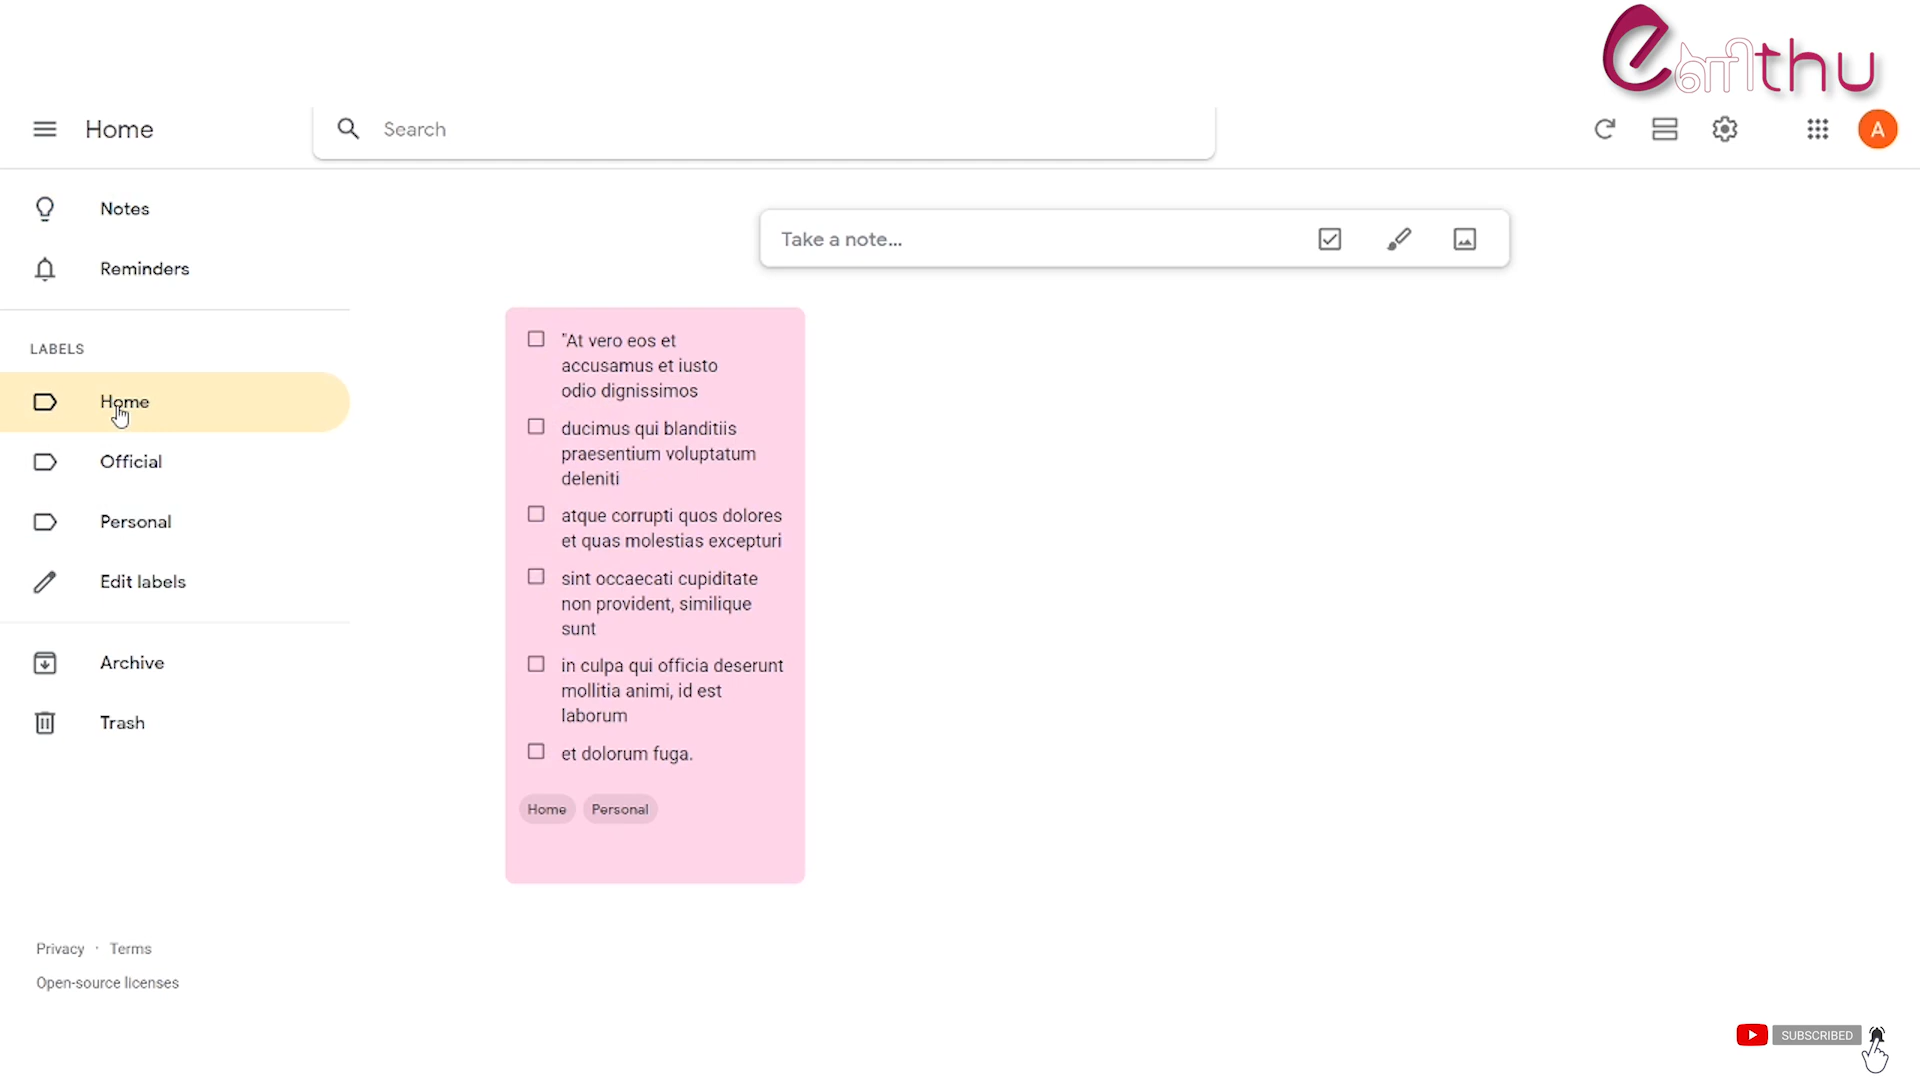 eளிthu
Home
Search
A
Notes
Reminders
Take a note...
LABELS
Home
Official
Personal
Edit labels
Archive
Trash
"At vero eos et
accusamus et iusto
odio dignissimos
ducimus qui blanditiis
praesentium voluptatum
deleniti
atque corrupti quos dolores
et quas molestias excepturi
sint occaecati cupiditate
non provident, similique
sunt
in culpa qui officia deserunt
mollitia animi, id est
laborum
et dolorum fuga.
Home Personal
Privacy · Terms
Open-source licenses
SUBSCRIBED